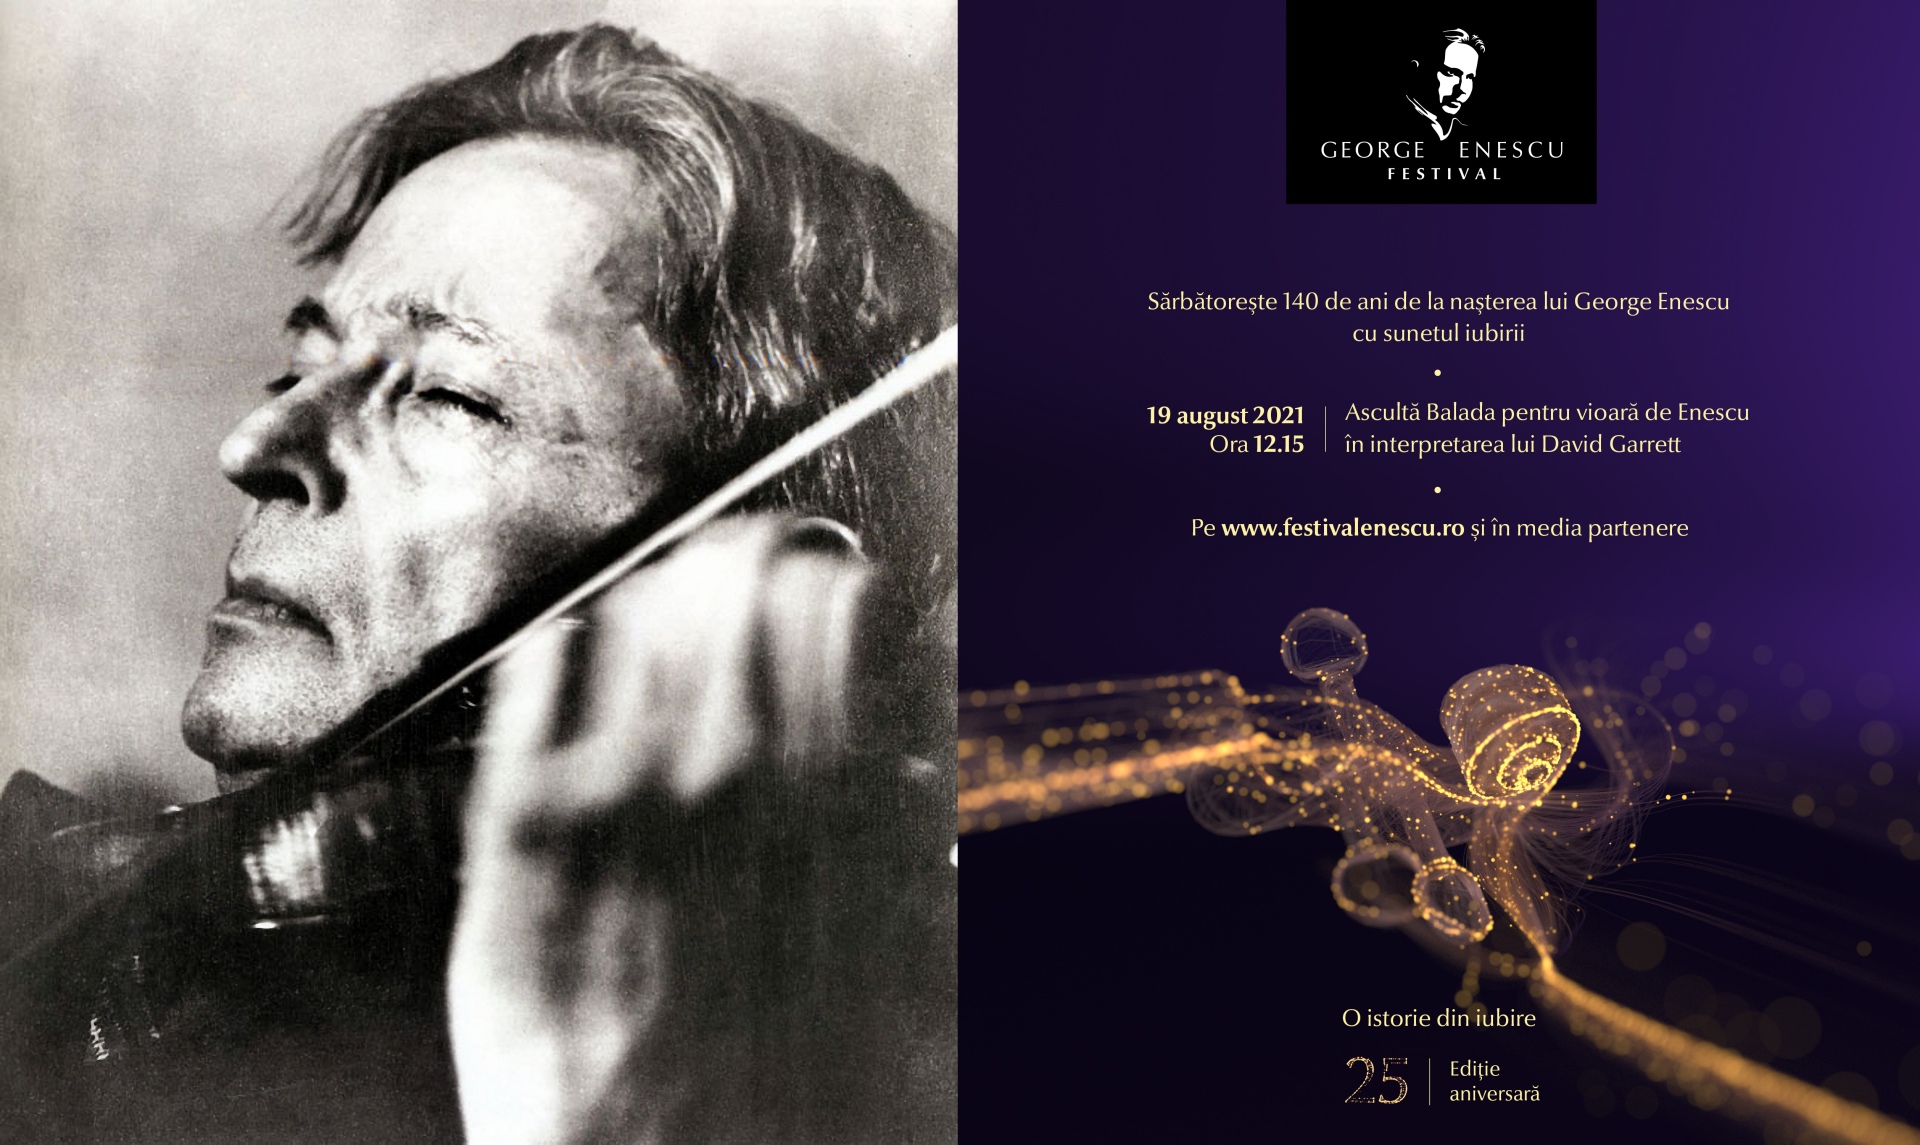 GEORGE ENESCU
FESTIVAL
Sărbătorește 140 de ani de la nașterea lui George Enescu
cu sunetul iubirii
19 august 2021
Ora 12.15
Ascultă Balada pentru vioară de Enescu
în interpretarea lui David Garrett
Pe www.festivalenescu.ro și în media partenere
O istorie din iubire
25
Ediție
aniversară